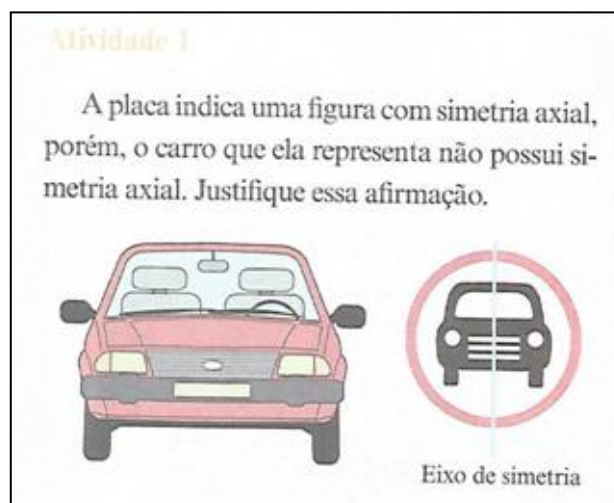 Atividade 1
A placa indica uma figura com simetria axial,
porém, o carro que ela representa não possui si-
metria axial. Justifique essa afirmação.
Eixo de simetria